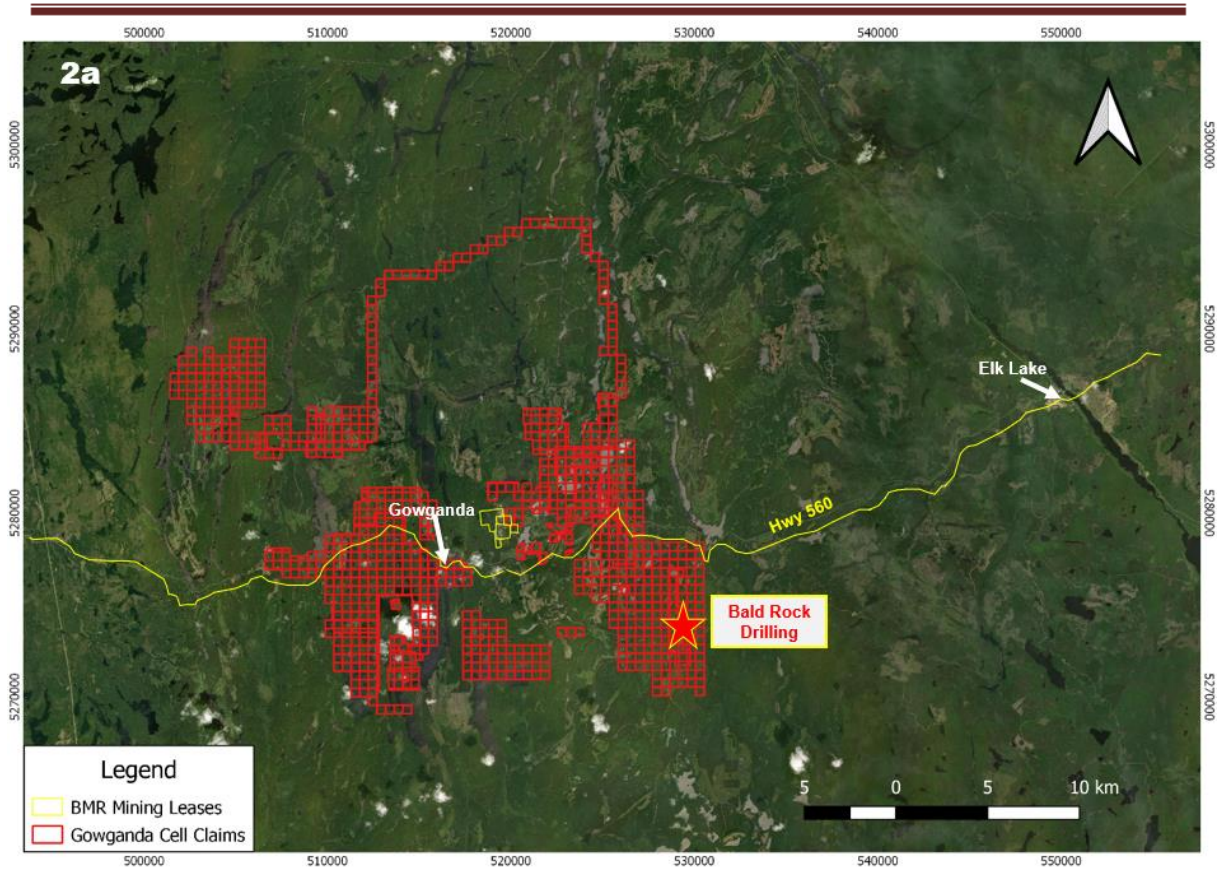 500000 510000 520000 530000 540000 550000
2a
5300000
5300000
5290000
5290000
Elk Lake
5280000
5280000
Gowganda
Hwy 560
Bald Rock
Drilling
5270000
5270000
Legend
BMR Mining Leases
Gowganda Cell Claims
5 0 5 10 km
500000 510000 520000 530000 540000 550000